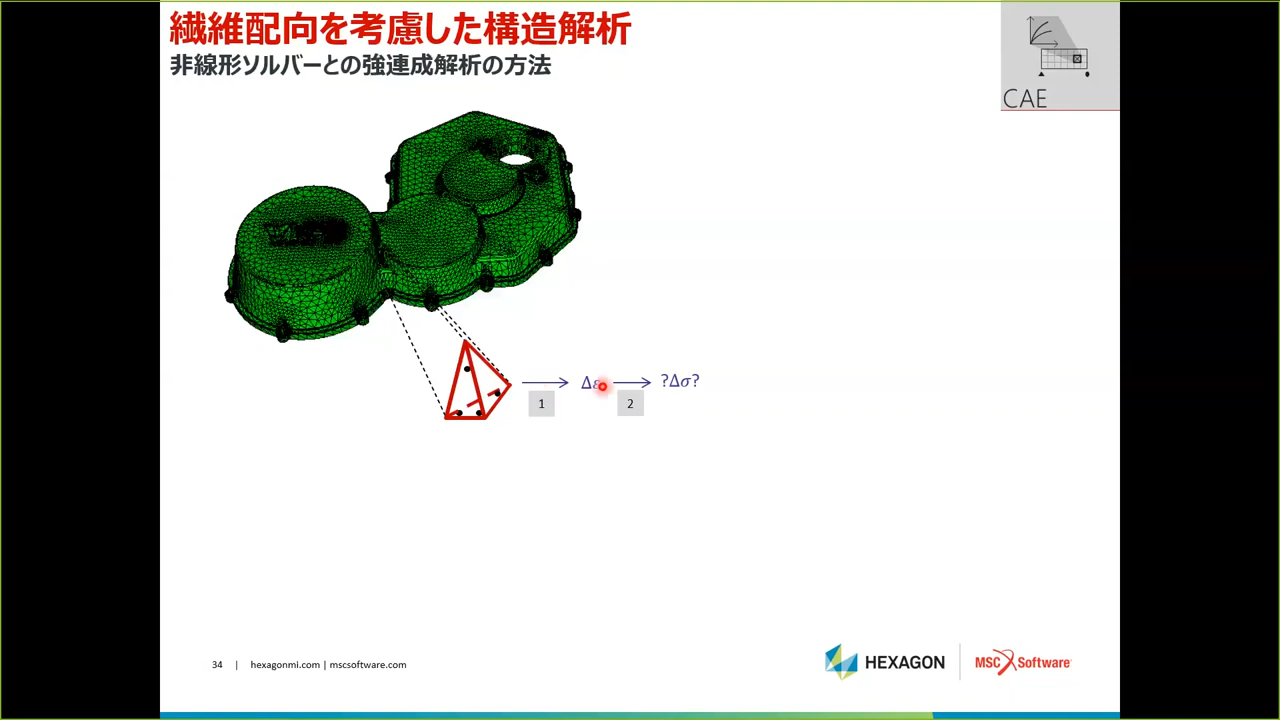 繊維配向を考慮した構造解析
非線形ソルバーとの強連成解析の方法
CAE
Δε
?Δσ?
1
2
34 | hexagonmi.com | mscsoftware.com
HEXAGON
MSC Software